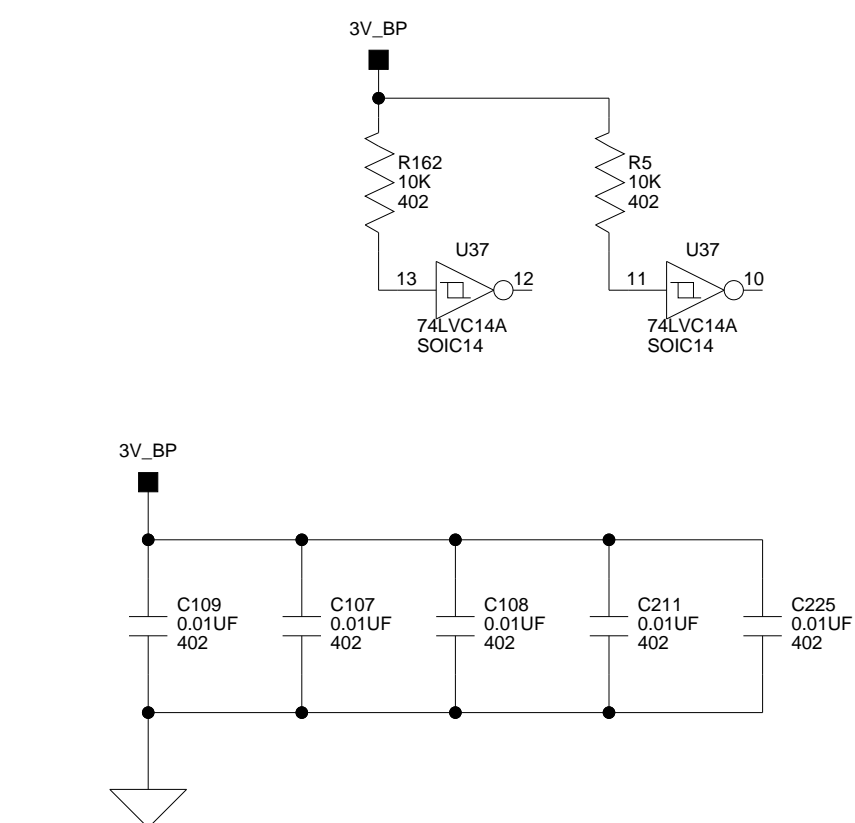 3V_BP
R162
10K
402
R5
10K
402
U37
13
12
74LVC14A
SOIC14
U37
11
10
74LVC14A
SOIC14
3V_BP
C109
0.01UF
402
C107
0.01UF
402
C108
0.01UF
402
C211
0.01UF
402
C225
0.01UF
402